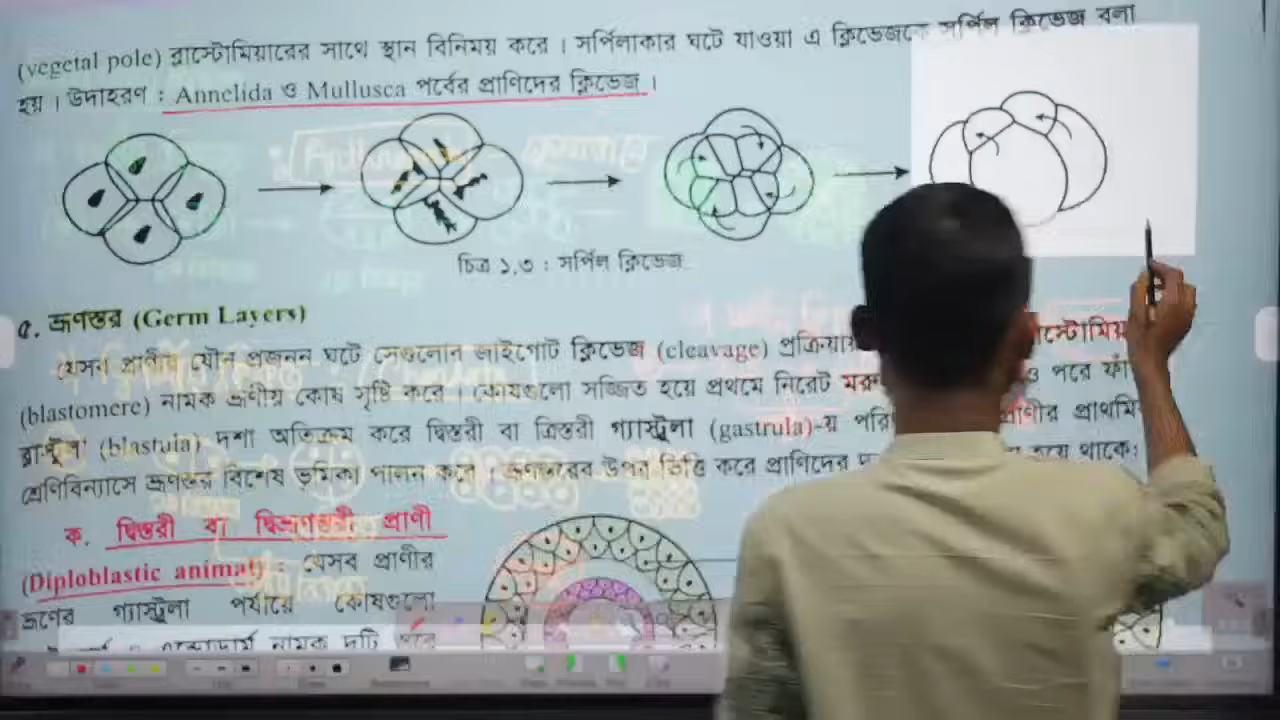 (vegetal pole) ব্লাস্টোমিয়ারের সাথে স্থান বিনিময় করে । সর্পিলাকার ঘটে যাওয়া এ ক্লিভেজকে সর্পিল ক্লিভেজ বলা
হয় । উদাহরণ : Annelida ও Mullusca পর্বের প্রাণিদের ক্লিভেজ ।
চিত্র ১.৩ : সর্পিল ক্লিভেজ
৫. ভ্রূণস্তর (Germ Layers)
যেসব প্রাণীর যৌন প্রজনন ঘটে সেগুলোর জাইগোট ক্লিভেজ (cleavage) প্রক্রিয়ায়
(blastomere) নামক ভ্রূণীয় কোষ সৃষ্টি করে । কোষগুলো সজ্জিত হয়ে প্রথমে নিরেট ও পরে
(blastula) দশা অতিক্রম করে দ্বিস্তরী বা ত্রিস্তরী গ্যাস্ট্রুলা (gastrula)-য়
শ্রেণিবিন্যাসে ভ্রূণস্তর বিশেষ ভূমিকা পালন করে । ভ্রূণস্তরের উপর ভিত্তি করে প্রাণিদের থাকে:
ক. দ্বিস্তরী বা দ্বিভ্রূণস্তরী প্রাণী
(Diploblastic animal) : যেসব প্রাণীর
ভ্রূণের গ্যাস্ট্রুলা পর্যায়ে কোষগুলো
এন্ডোডার্ম নামক দুটি স্তরে